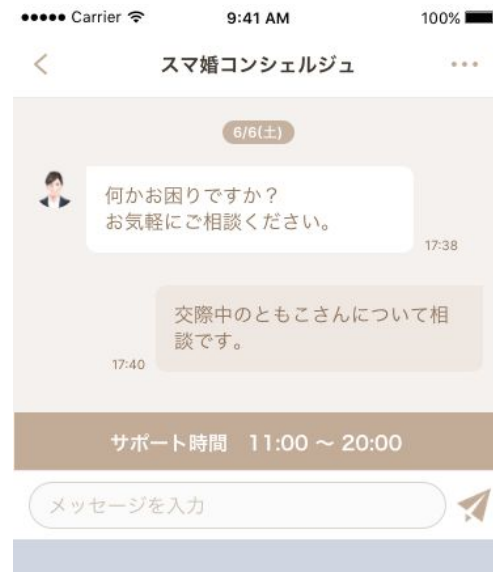 ●●●●● Carrier 9:41 AM 100%
スマ婚コンシェルジュ
6/6(土)
何かお困りですか？
お気軽にご相談ください。
17:38
交際中のともこさんについて相
談です。
17:40
サポート時間 11:00 ～ 20:00
メッセージを入力